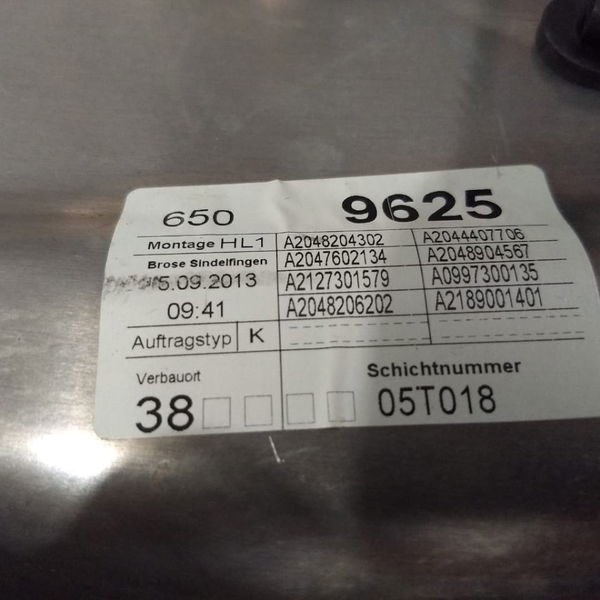 650 9625
Montage HL1 A2048204302 A2044407706
Brose Sindelfingen A2047602134 A2048904567
5.09.2013 A2127301579 A0997300135
09:41 A2048206202 A2189001401
Auftragstyp K
Verbauort Schichtnummer
38 05T018